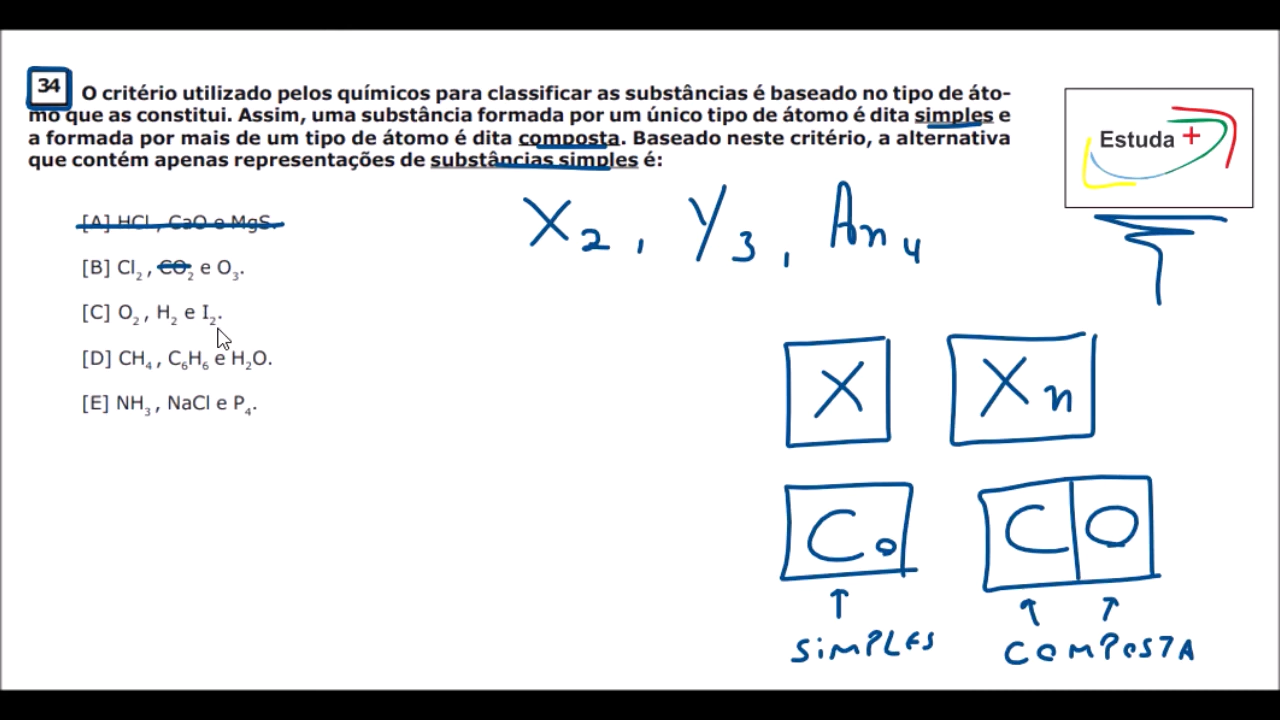 34
O critério utilizado pelos químicos para classificar as substâncias é baseado no tipo de áto-
mo que as constitui. Assim, uma substância formada por um único tipo de átomo é dita simples e
a formada por mais de um tipo de átomo é dita composta. Baseado neste critério, a alternativa
que contém apenas representações de substâncias simples é:
Estuda +
[A] HCl , CaO e MgS.
[B] Cl₂ , CO₂ e O₃.
[C] O₂ , H₂ e I₂.
[D] CH₄ , C₆H₆ e H₂O.
[E] NH₃ , NaCl e P₄.
X₂ , Y₃ , An₄
X Xn
Co C O
SiMPLES COMPOSTA